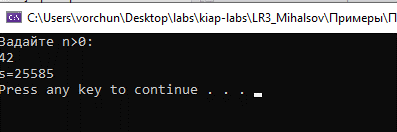 C:\Users\vorchun\Desktop\labs\kiap-labs\LR3_Mihalsov\Примеры\П
Задайте n>0:
42
s=25585
Press any key to continue . . .